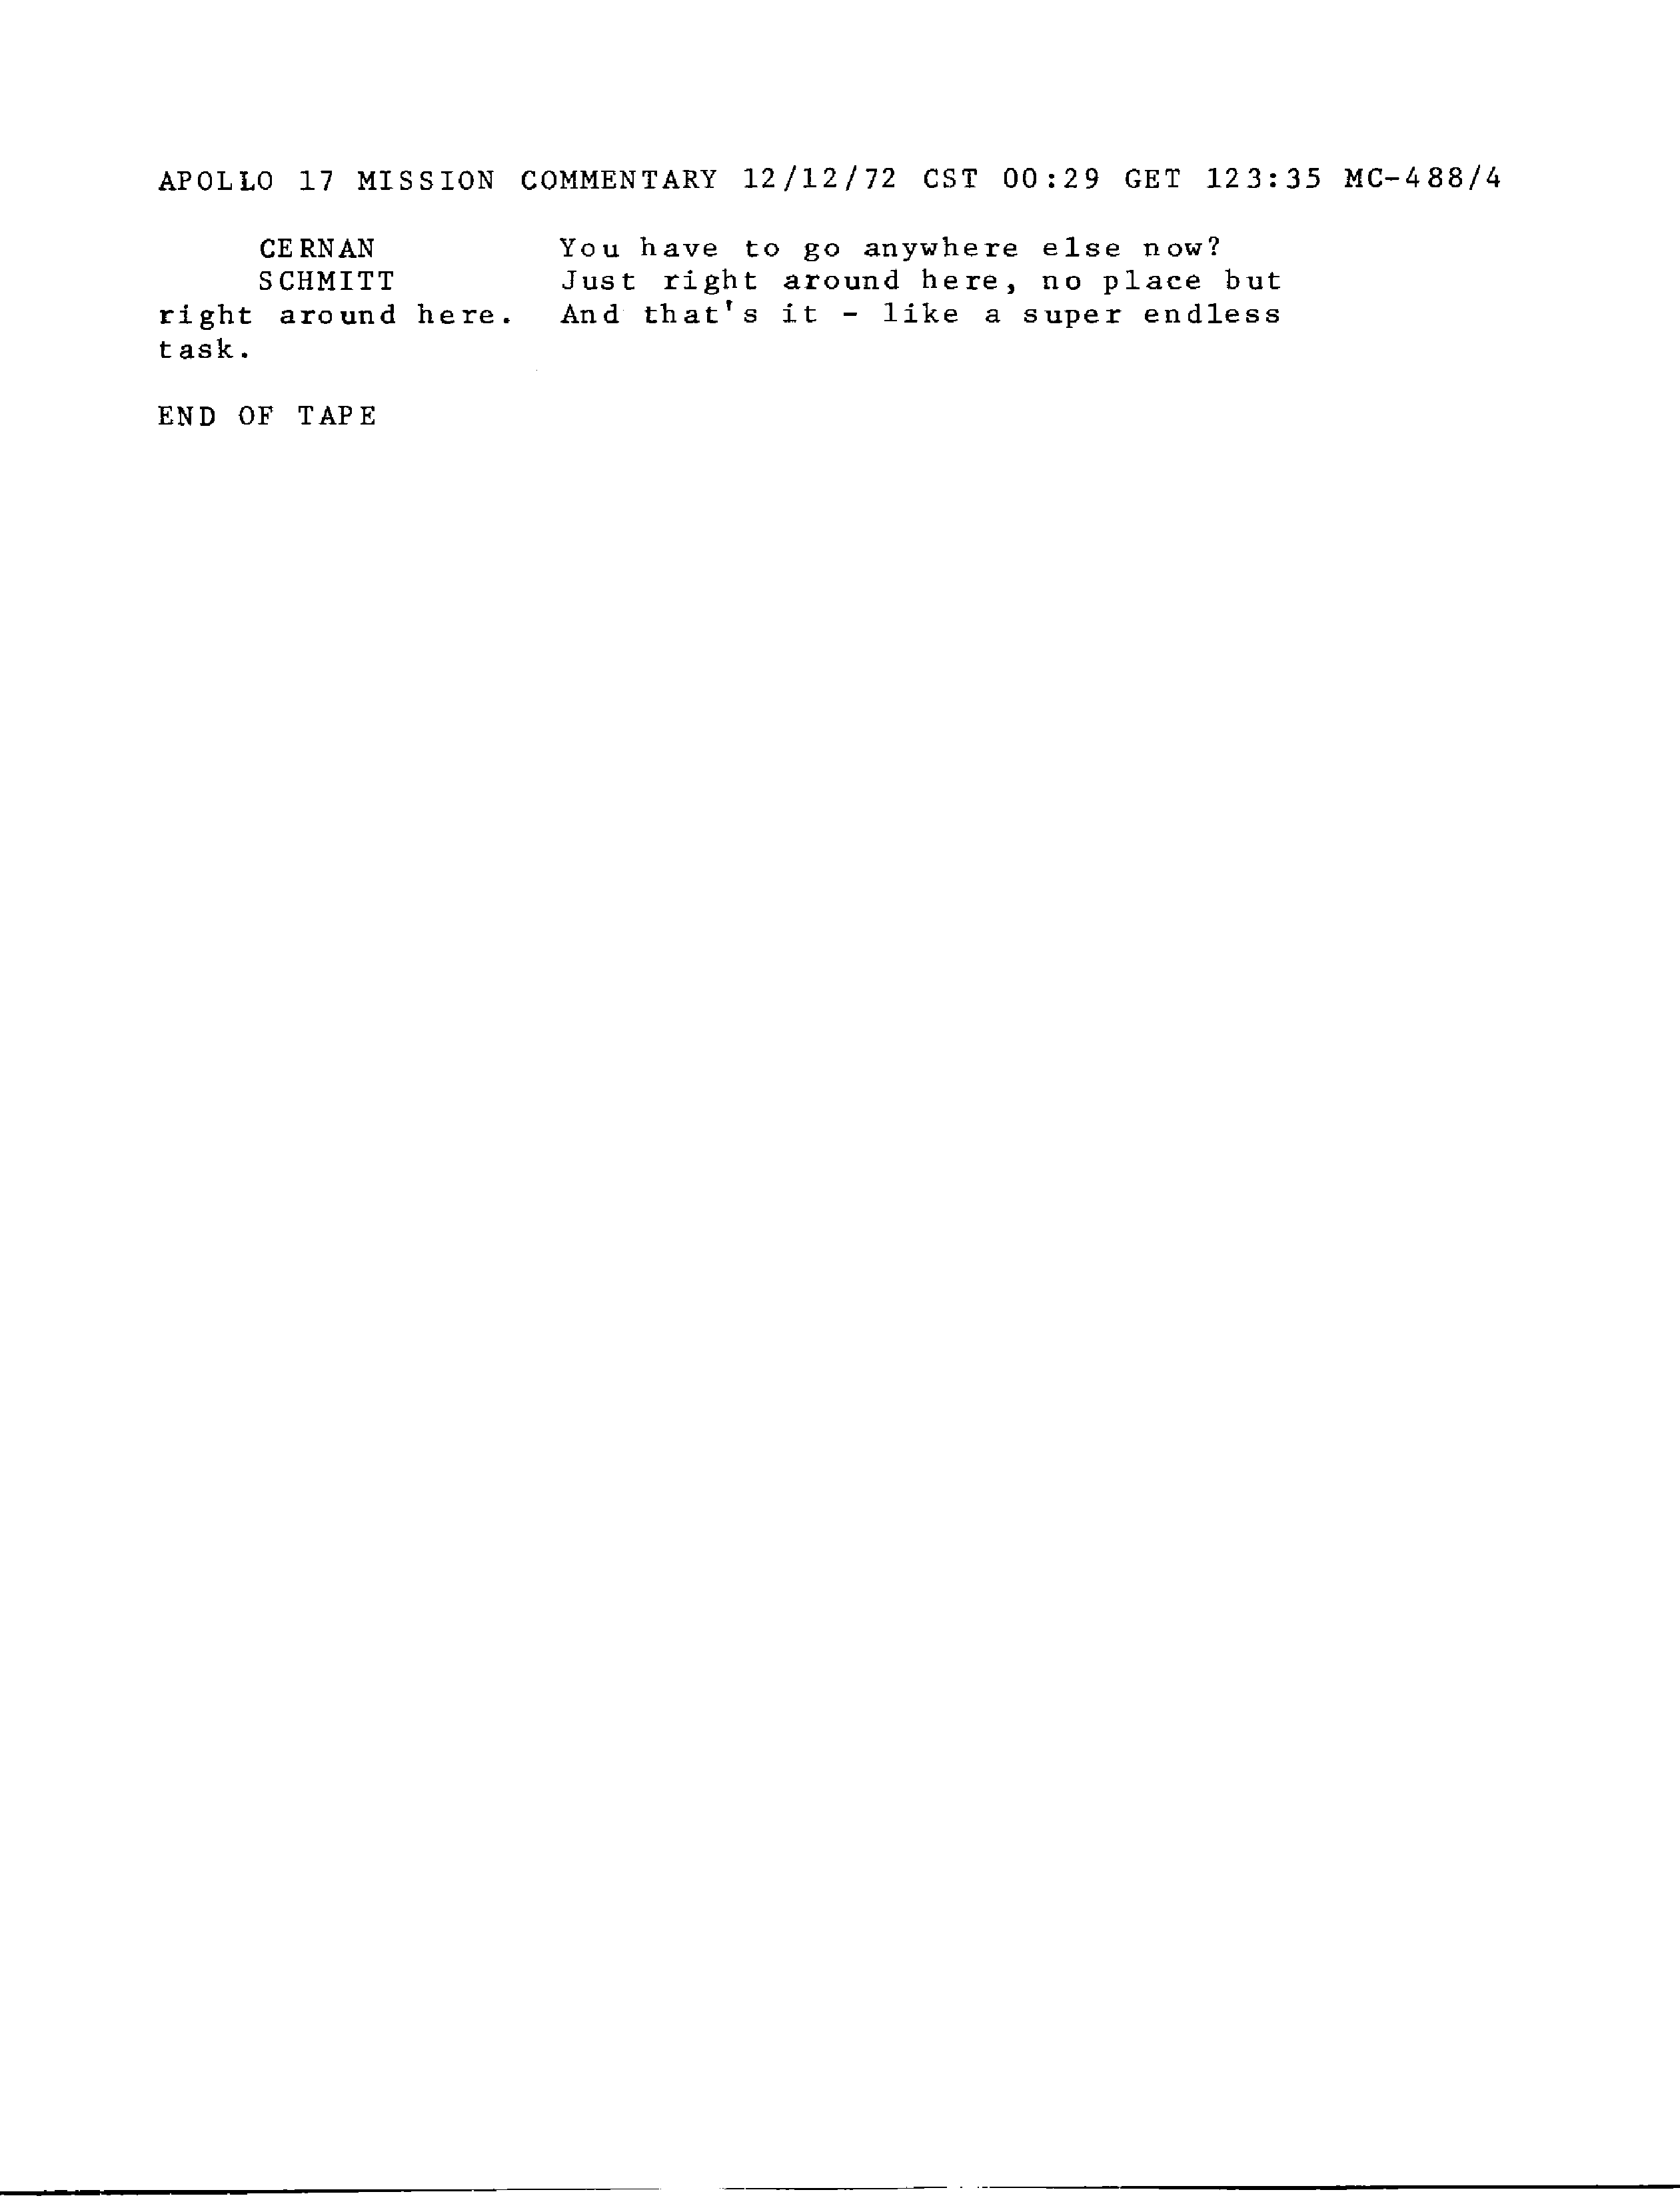 APOLLO 17 MISSION COMMENTARY 12/12/72 CST 00:29 GET 123:35 MC-488/4
CERNAN You have to go anywhere else now?
SCHMITT Just right around here, no place but
right around here. And that's it - like a super endless
task.
END OF TAPE